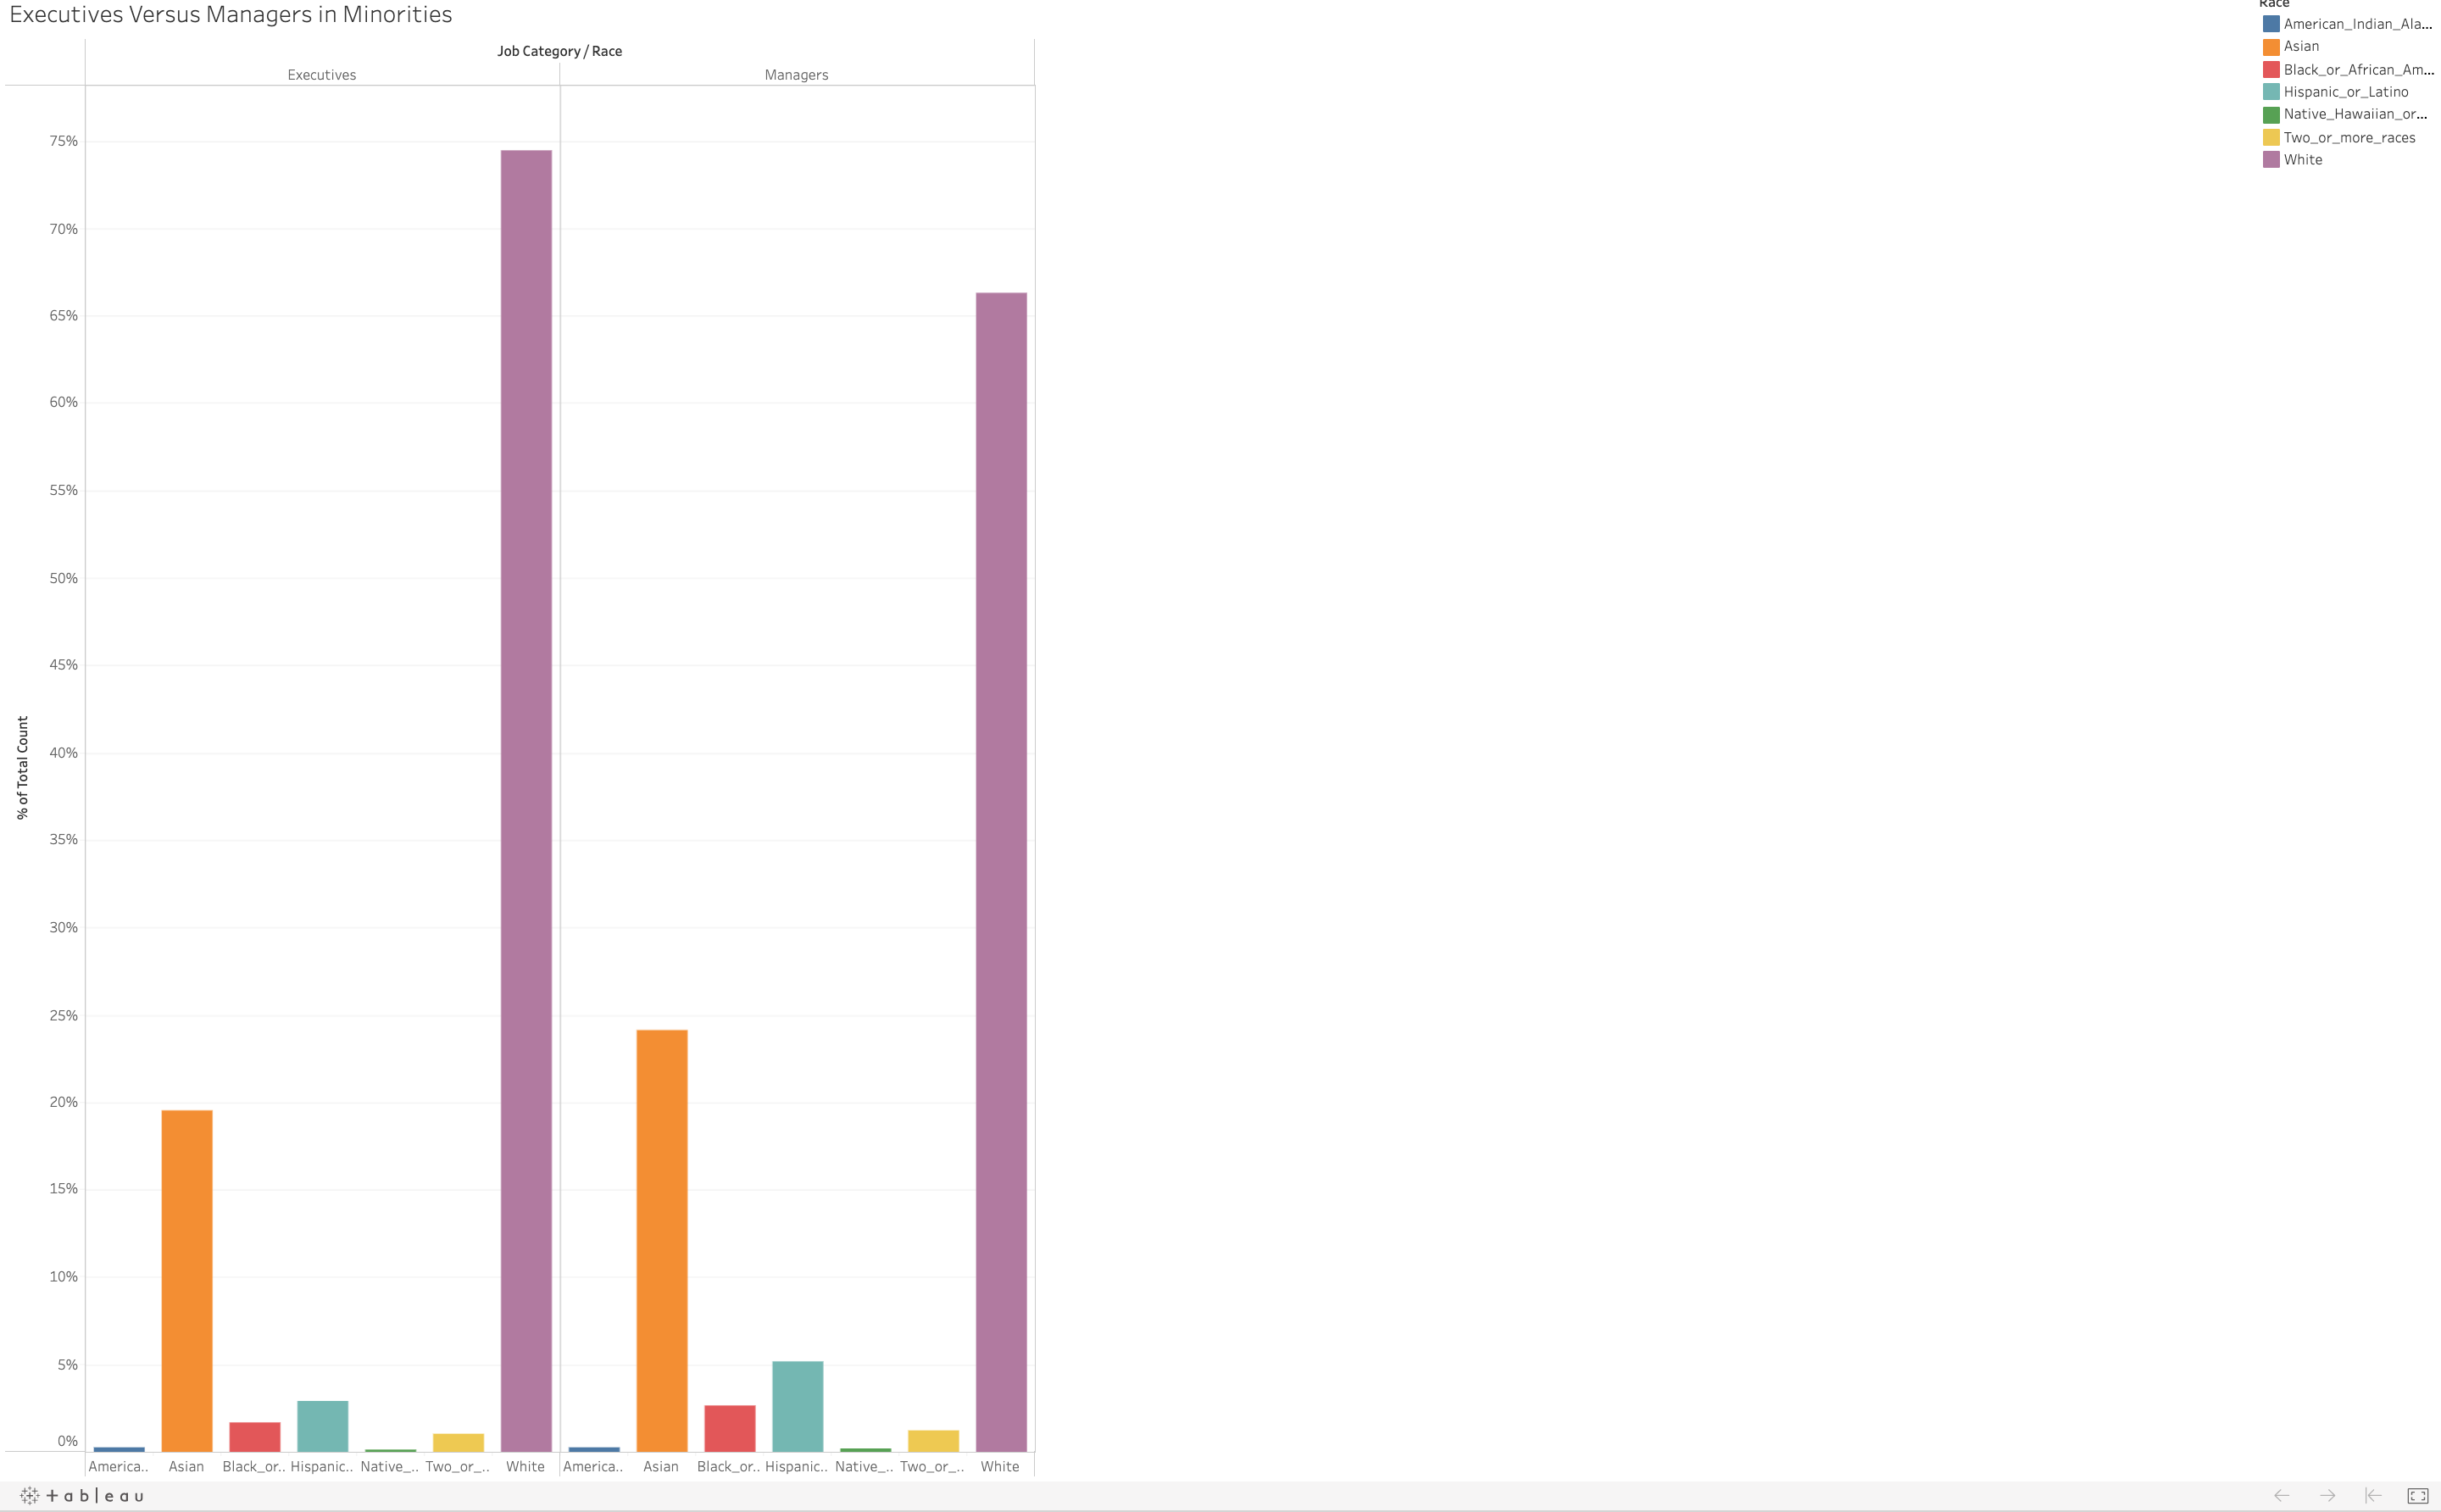 Executives Versus Managers in Minorities
Race
American_Indian_Ala...
Asian
Black_or_African_Am...
Hispanic_or_Latino
Native_Hawaiian_or...
Two_or_more_races
White
Job Category / Race
Executives
Managers
75%
70%
65%
60%
55%
50%
45%
40%
35%
30%
25%
20%
15%
10%
5%
0%
% of Total Count
America.. Asian Black_or.. Hispanic.. Native_.. Two_or_.. White America.. Asian Black_or.. Hispanic.. Native_.. Two_or_.. White
+ableau